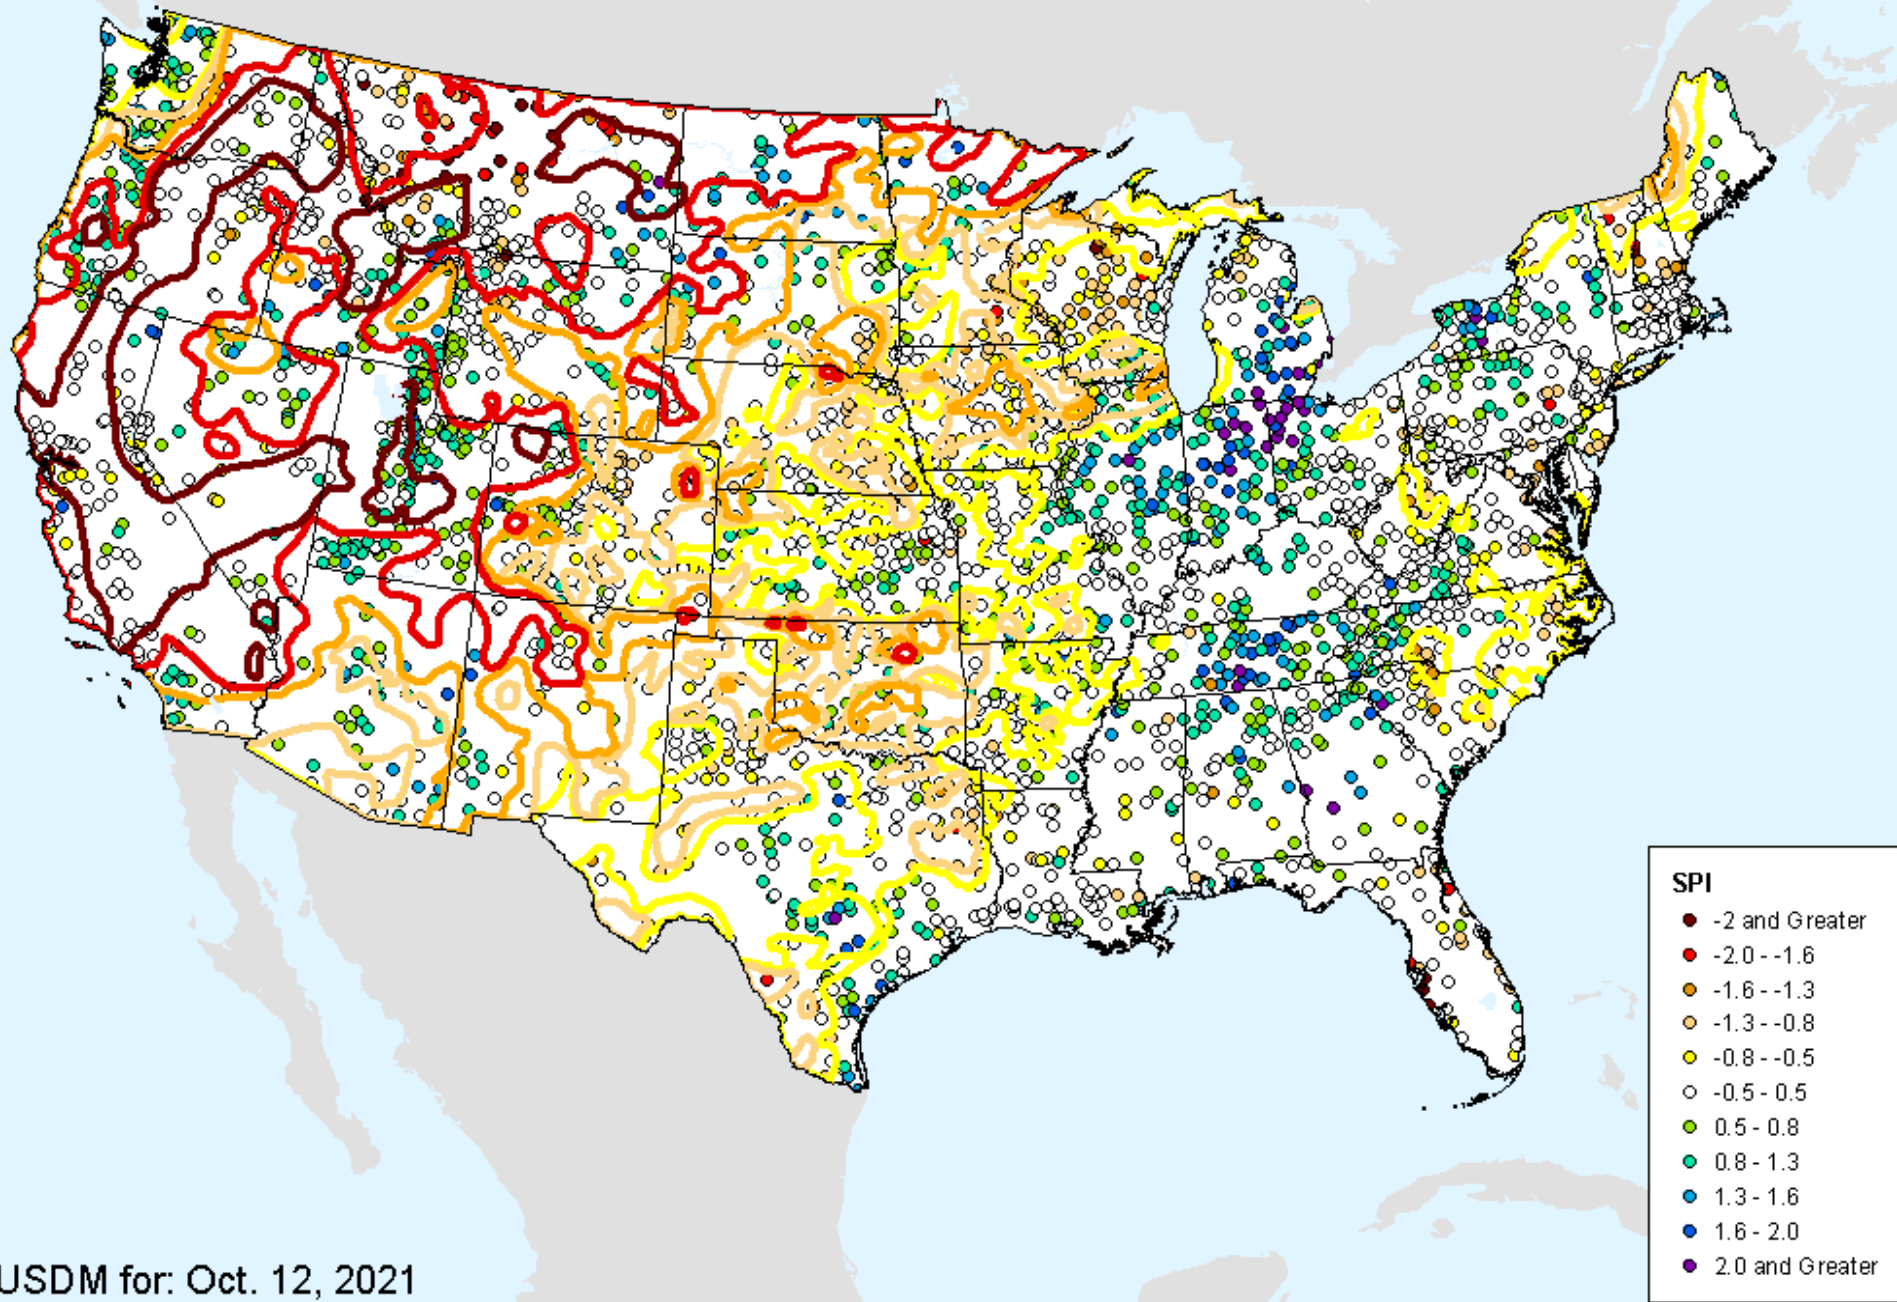 SPI
-2 and Greater
-2.0 - -1.6
-1.6 - -1.3
-1.3 - -0.8
-0.8 - -0.5
-0.5 - 0.5
0.5 - 0.8
0.8 - 1.3
1.3 - 1.6
1.6 - 2.0
2.0 and Greater
USDM for: Oct. 12, 2021